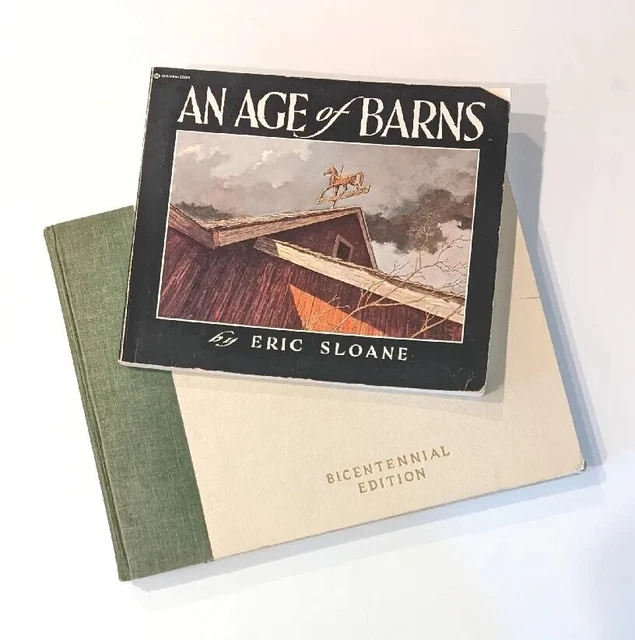 AN AGE of BARNS
by ERIC SLOANE
BICENTENNIAL
EDITION